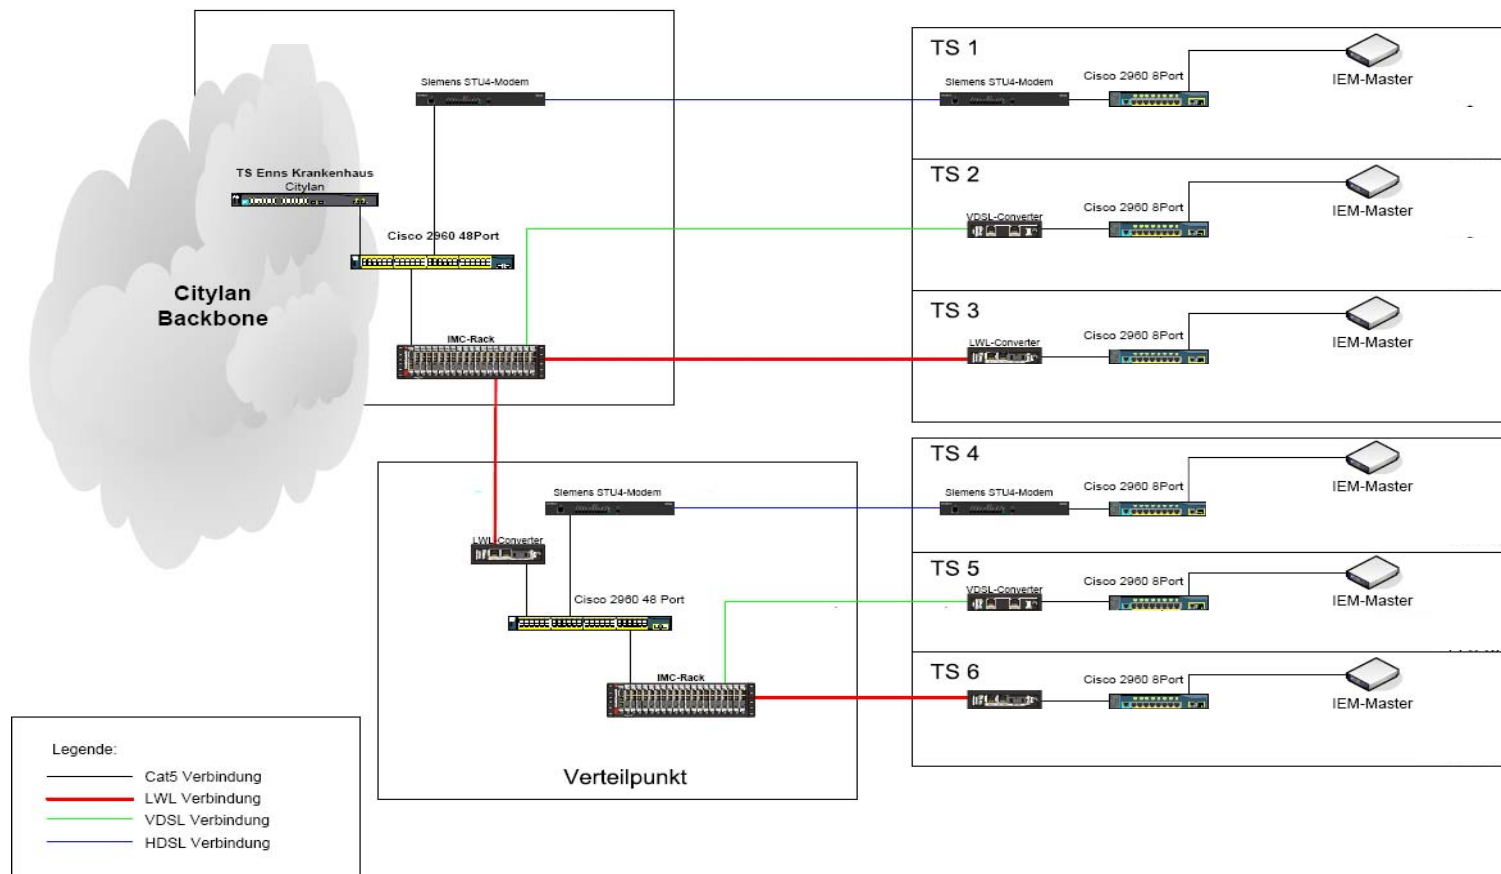 Siemens STU4-Modem
TS Enns Krankenhaus
Citylan
Cisco 2960 48Port
Citylan
Backbone
IMC-Rack
TS 1
Siemens STU4-Modem
Cisco 2960 8Port
IEM-Master
TS 2
VDSL-Converter
Cisco 2960 8Port
IEM-Master
TS 3
LWL-Converter
Cisco 2960 8Port
IEM-Master
Siemens STU4-Modem
LWL-Converter
Cisco 2960 48 Port
IMC-Rack
Verteilpunkt
TS 4
Siemens STU4-Modem
Cisco 2960 8Port
IEM-Master
TS 5
VDSL-Converter
Cisco 2960 8Port
IEM-Master
TS 6
Cisco 2960 8Port
IEM-Master
Legende:
Cat5 Verbindung
LWL Verbindung
VDSL Verbindung
HDSL Verbindung